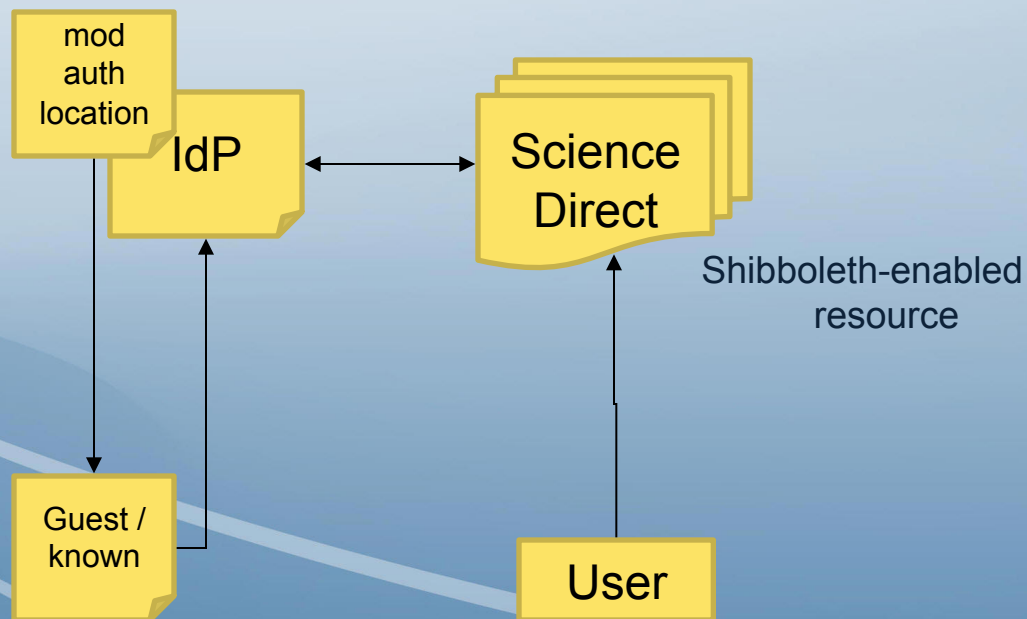 mod
auth
location
IdP
Science
Direct
Shibboleth-enabled
resource
Guest /
known
User